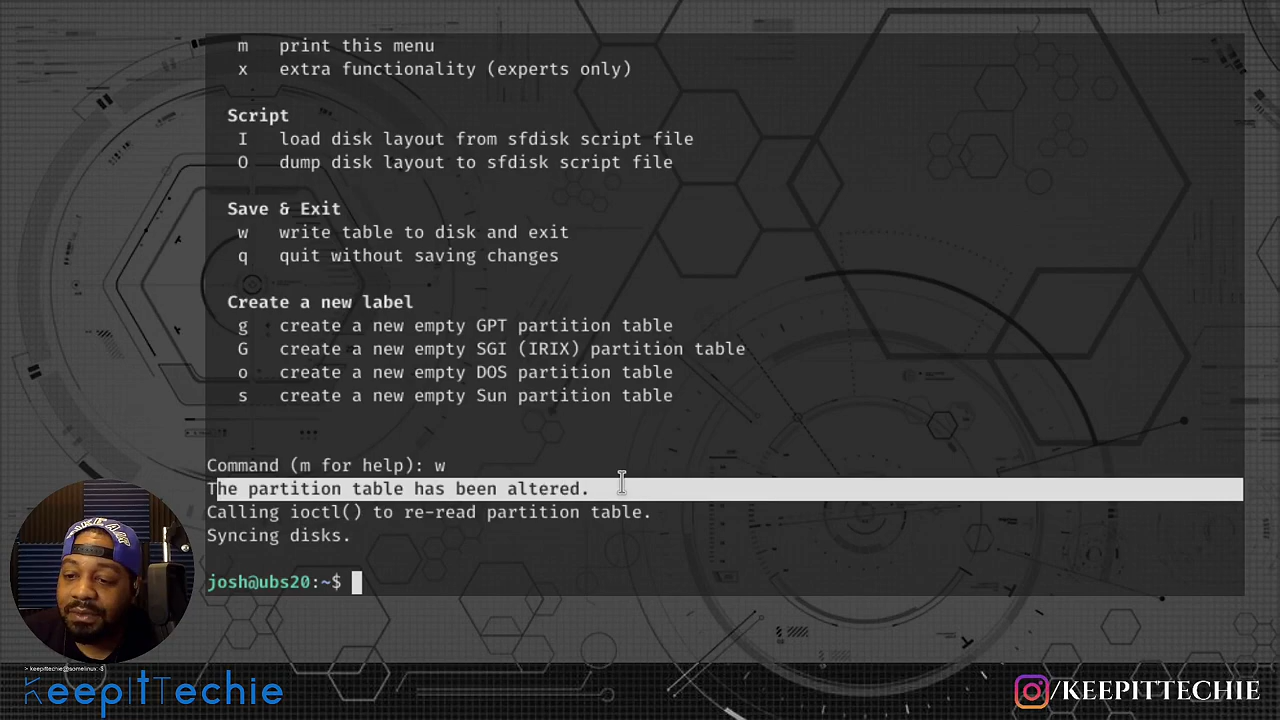 m print this menu
x extra functionality (experts only)
Script
I load disk layout from sfdisk script file
O dump disk layout to sfdisk script file
Save & Exit
w write table to disk and exit
q quit without saving changes
Create a new label
g create a new empty GPT partition table
G create a new empty SGI (IRIX) partition table
o create a new empty DOS partition table
s create a new empty Sun partition table
Command (m for help): w
The partition table has been altered.
Calling ioctl() to re-read partition table.
Syncing disks.
josh@ubs20:~$
> keepittechie@somelinux:~$
KeepItTechie
/KEEPITTECHIE